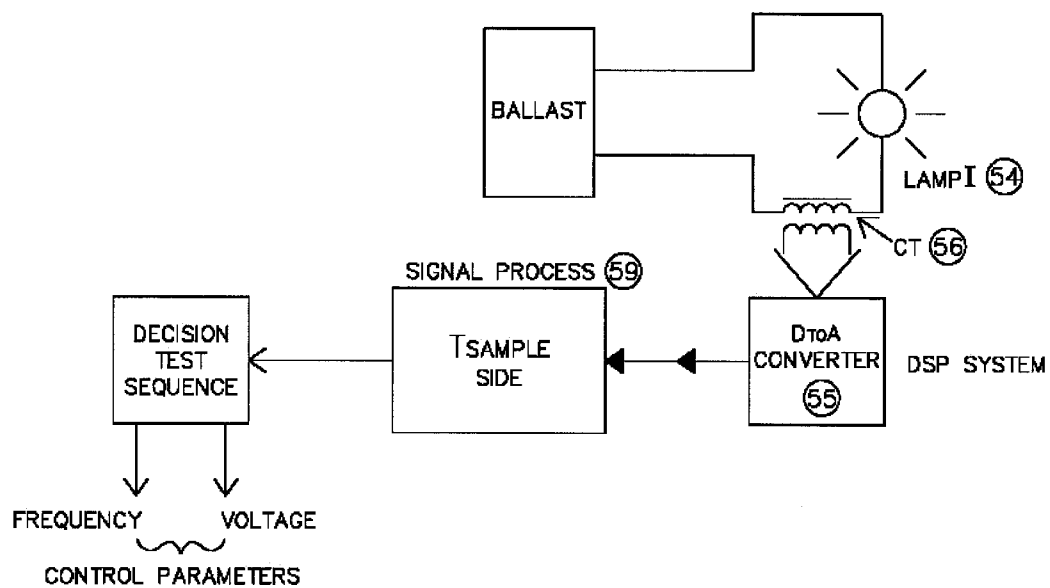 BALLAST
LAMP I 54
CT 56
SIGNAL PROCESS 59
DECISION
TEST
SEQUENCE
TSAMPLE
SIDE
DTOA
CONVERTER
55
DSP SYSTEM
FREQUENCY
VOLTAGE
CONTROL PARAMETERS